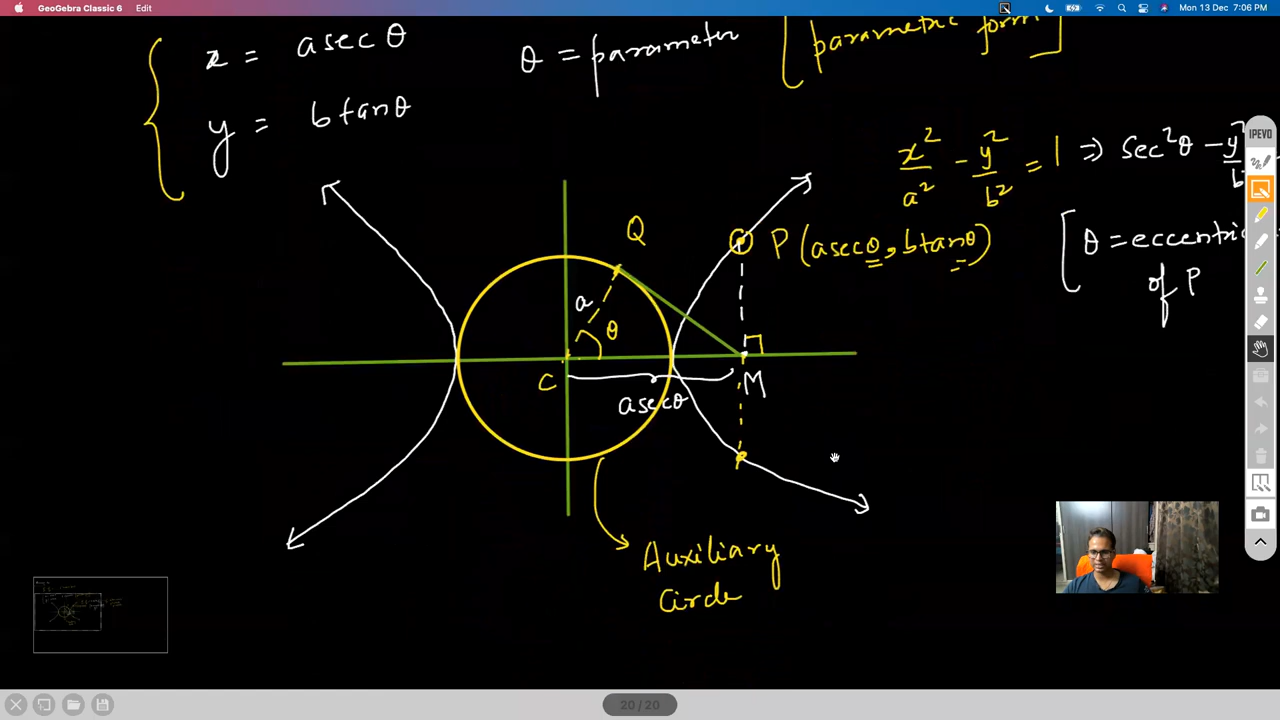 GeoGebra Classic 6 Edit
Mon 13 Dec 7:06 PM
x = a sec θ
θ = parameter
[parametric form]
y = b tan θ
IPEVO
x²/a² - y²/b² = 1 ⇒ sec²θ - y²/b
Q
P (a sec θ, b tan θ)
[θ = eccentric
of P
a
θ
C
M
a sec θ
Auxiliary
Circle
20 / 20